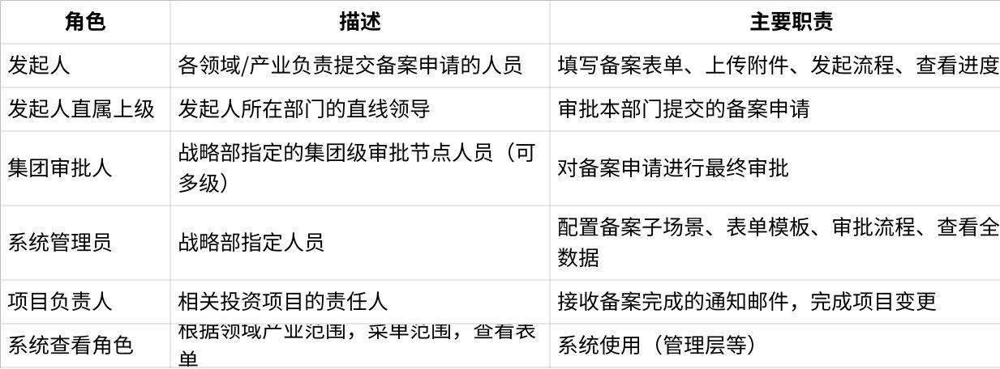 角色 描述 主要职责
发起人 各领域/产业负责提交备案申请的人员 填写备案表单、上传附件、发起流程、查看进度
发起人直属上级 发起人所在部门的直线领导 审批本部门提交的备案申请
集团审批人 战略部指定的集团级审批节点人员（可
多级） 对备案申请进行最终审批
系统管理员 战略部指定人员 配置备案子场景、表单模板、审批流程、查看全
数据
项目负责人 相关投资项目的责任人 接收备案完成的通知邮件，完成项目变更
系统查看角色 根据领域产业范围，菜单范围，查看表
单 系统使用（管理层等）